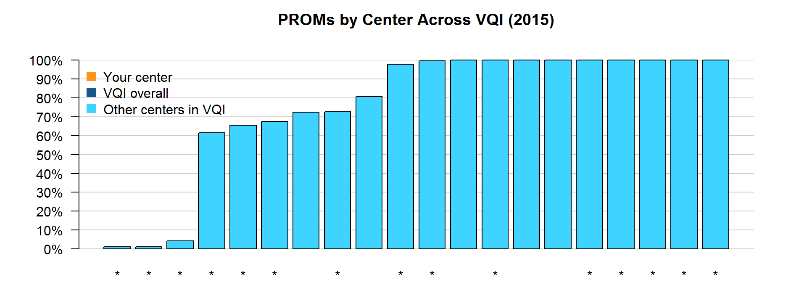 PROMs by Center Across VQI (2015)
100%
90%
80%
70%
60%
50%
40%
30%
20%
10%
0%
Your center
VQI overall
Other centers in VQI
* * * * * * * * * * * * * * * *